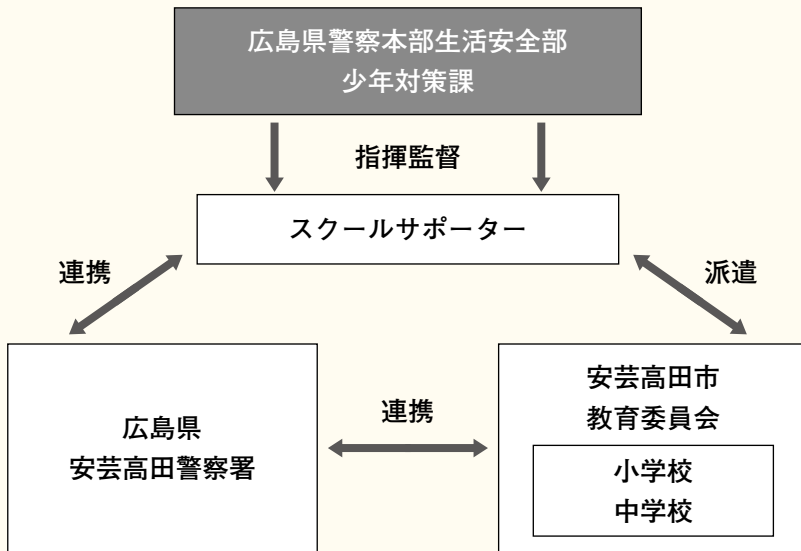 広島県警察本部生活安全部
少年対策課
指揮監督
スクールサポーター
連携
派遣
広島県
安芸高田警察署
連携
安芸高田市
教育委員会
小学校
中学校